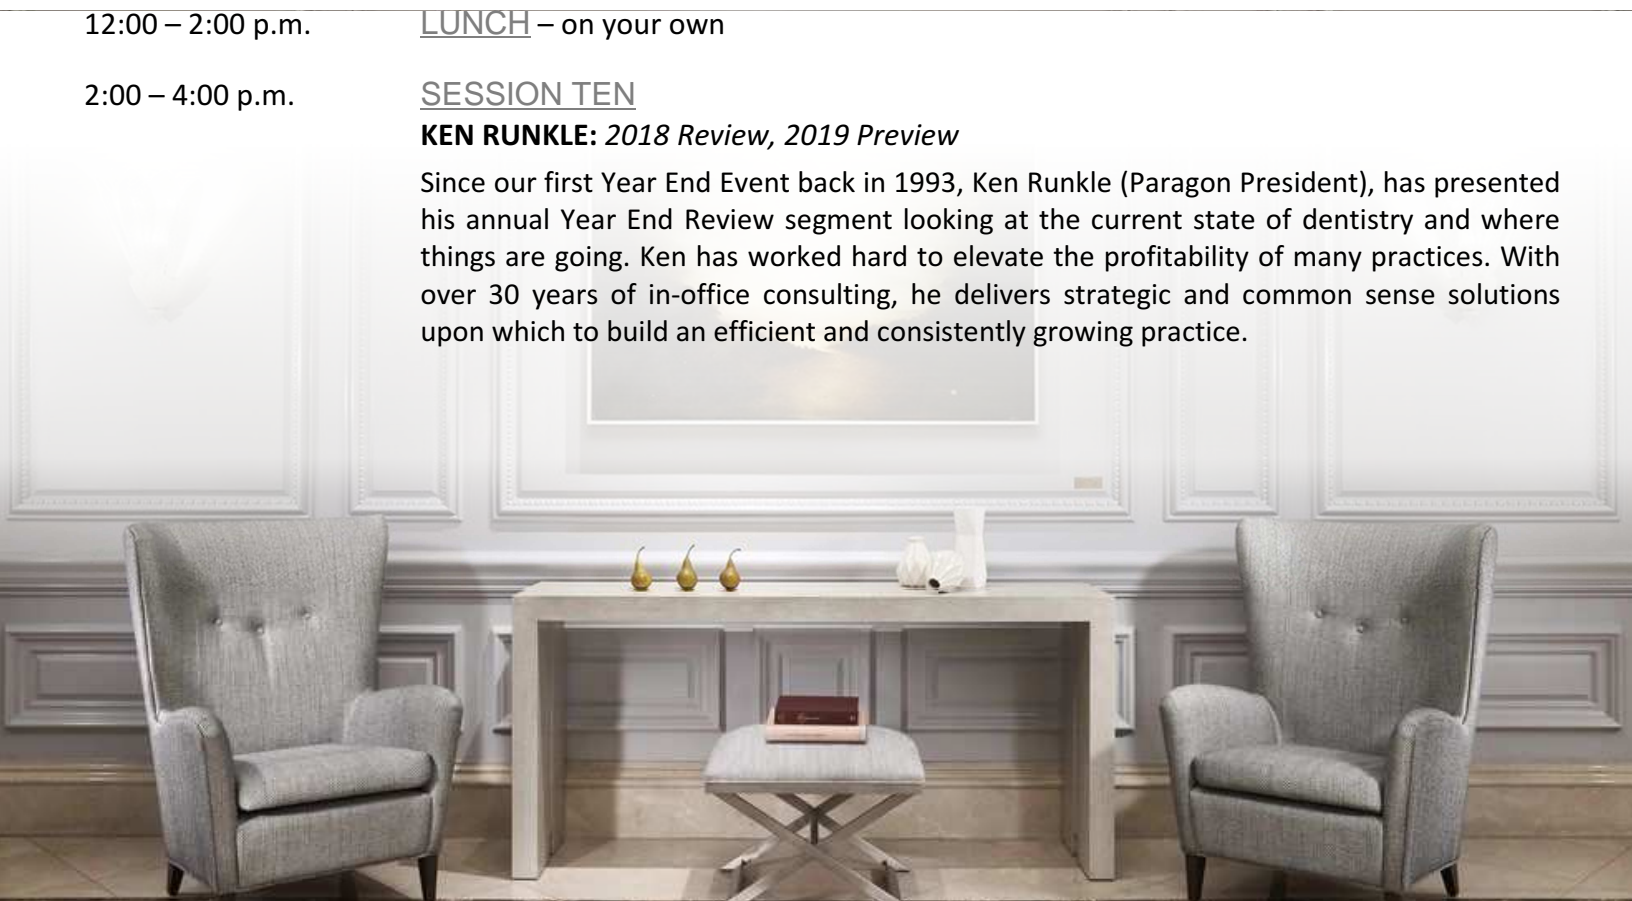 12:00 – 2:00 p.m. LUNCH – on your own
2:00 – 4:00 p.m. SESSION TEN
KEN RUNKLE: 2018 Review, 2019 Preview
Since our first Year End Event back in 1993, Ken Runkle (Paragon President), has presented
his annual Year End Review segment looking at the current state of dentistry and where
things are going. Ken has worked hard to elevate the profitability of many practices. With
over 30 years of in-office consulting, he delivers strategic and common sense solutions
upon which to build an efficient and consistently growing practice.